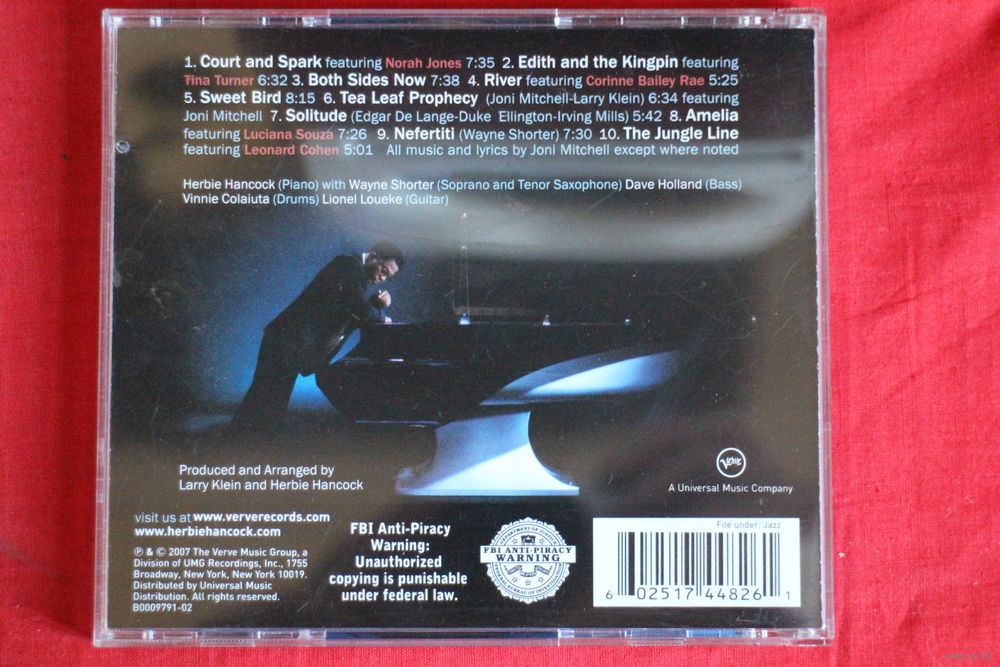 1. Court and Spark featuring Norah Jones 7:35 2. Edith and the Kingpin featuring
Tina Turner 6:32 3. Both Sides Now 7:38 4. River featuring Corinne Bailey Rae 5:25
5. Sweet Bird 8:15 6. Tea Leaf Prophecy (Joni Mitchell-Larry Klein) 6:34 featuring
Joni Mitchell 7. Solitude (Edgar De Lange-Duke Ellington-Irving Mills) 5:42 8. Amelia
featuring Luciana Souza 7:26 9. Nefertiti (Wayne Shorter) 7:30 10. The Jungle Line
featuring Leonard Cohen 5:01 All music and lyrics by Joni Mitchell except where noted
Herbie Hancock (Piano) with Wayne Shorter (Soprano and Tenor Saxophone) Dave Holland (Bass)
Vinnie Colaiuta (Drums) Lionel Loueke (Guitar)
Produced and Arranged by
Larry Klein and Herbie Hancock
Verve
A Universal Music Company
visit us at www.ververecords.com
www.herbiehancock.com
℗ & © 2007 The Verve Music Group, a
Division of UMG Recordings, Inc., 1755
Broadway, New York, New York 10019.
Distributed by Universal Music
Distribution. All rights reserved.
B0009791-02
FBI Anti-Piracy
Warning:
Unauthorized
copying is punishable
under federal law.
DEPARTMENT OF JUSTICE
FBI ANTI-PIRACY
WARNING
FEDERAL BUREAU OF INVESTIGATION
File under: Jazz
6 02517 44826 1